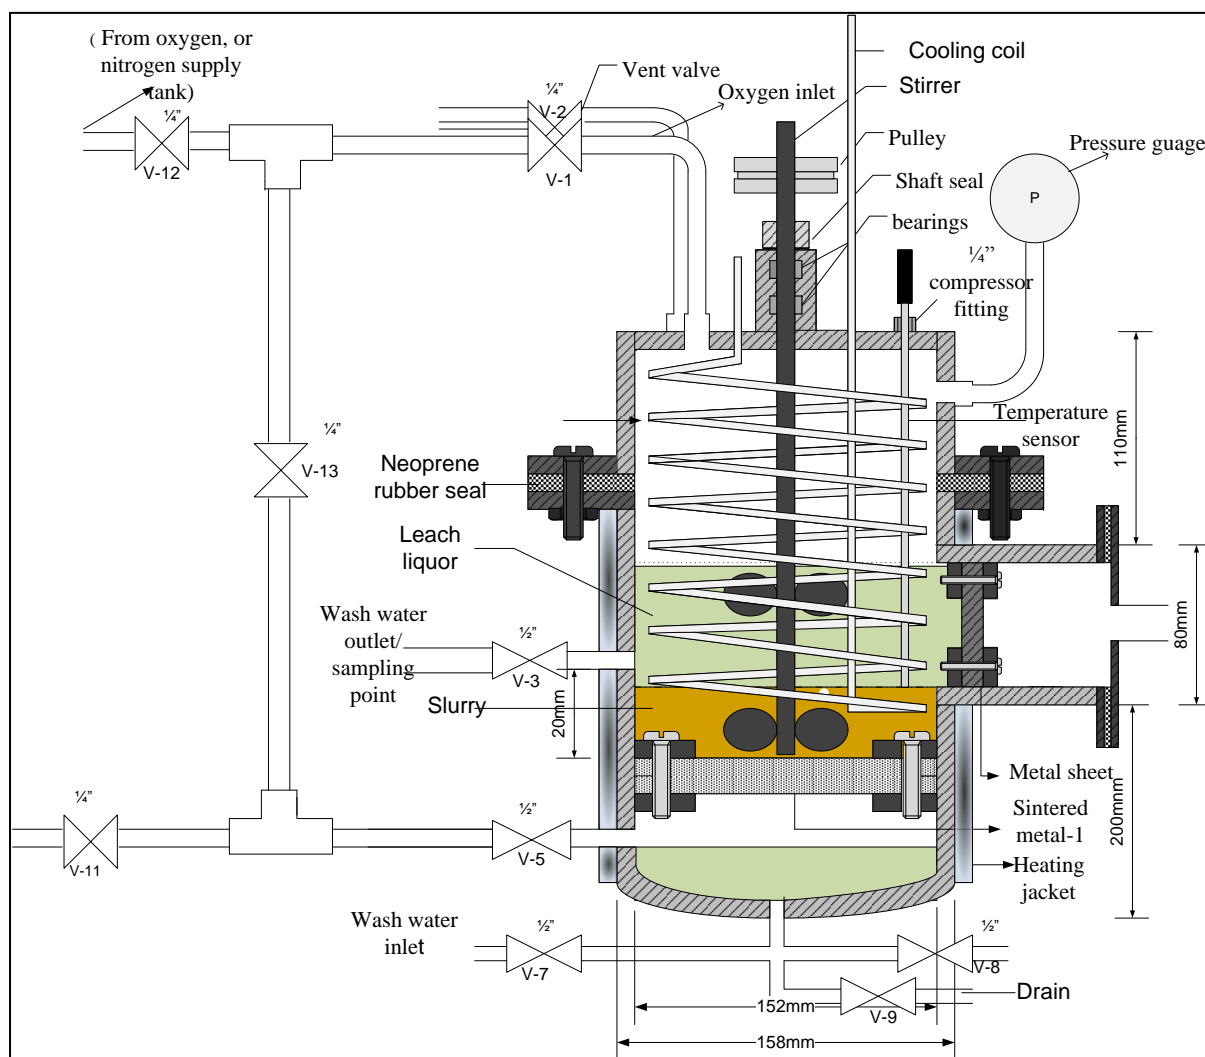 ( From oxygen, or
nitrogen supply
tank)
¼"
V-12
Vent valve
¼"
V-2
Oxygen inlet
V-1
Cooling coil
Stirrer
Pulley
Shaft seal
bearings
¼"
compressor
fitting
Pressure guage
P
Temperature
sensor
110mm
¼"
V-13
Neoprene
rubber seal
Leach
liquor
Wash water
outlet/
sampling
point
½"
V-3
Slurry
20mm
80mm
Metal sheet
Sintered
metal-1
Heating
jacket
200mnm
¼"
V-11
½"
V-5
Wash water
inlet
½"
V-7
½"
V-8
Drain
V-9
152mm
158mm